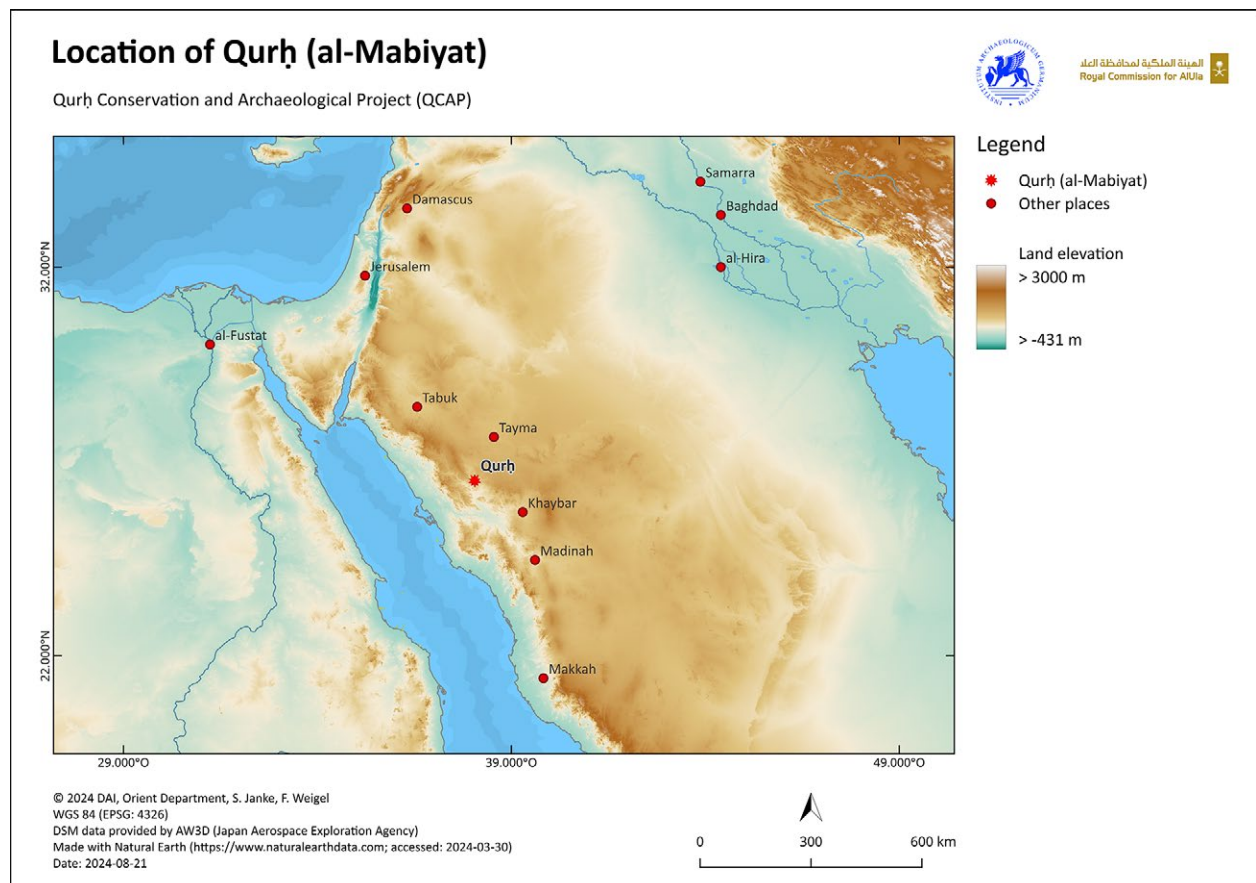 Location of Qurḥ (al-Mabiyat)
Qurḥ Conservation and Archaeological Project (QCAP)
INSTITUTUM ARCHAEOLOGICUM GERMANICUM
الهيئة الملكية لمحافظة العلا
Royal Commission for AlUla
Legend
Qurḥ (al-Mabiyat)
Other places
Land elevation
> 3000 m
> -431 m
Samarra
Damascus
Baghdad
al-Hira
Jerusalem
al-Fustat
Tabuk
Tayma
Qurḥ
Khaybar
Madinah
Makkah
32.000°N
22.000°N
29.000°O
39.000°O
49.000°O
© 2024 DAI, Orient Department, S. Janke, F. Weigel
WGS 84 (EPSG: 4326)
DSM data provided by AW3D (Japan Aerospace Exploration Agency)
Made with Natural Earth (https://www.naturalearthdata.com; accessed: 2024-03-30)
Date: 2024-08-21
0 300 600 km